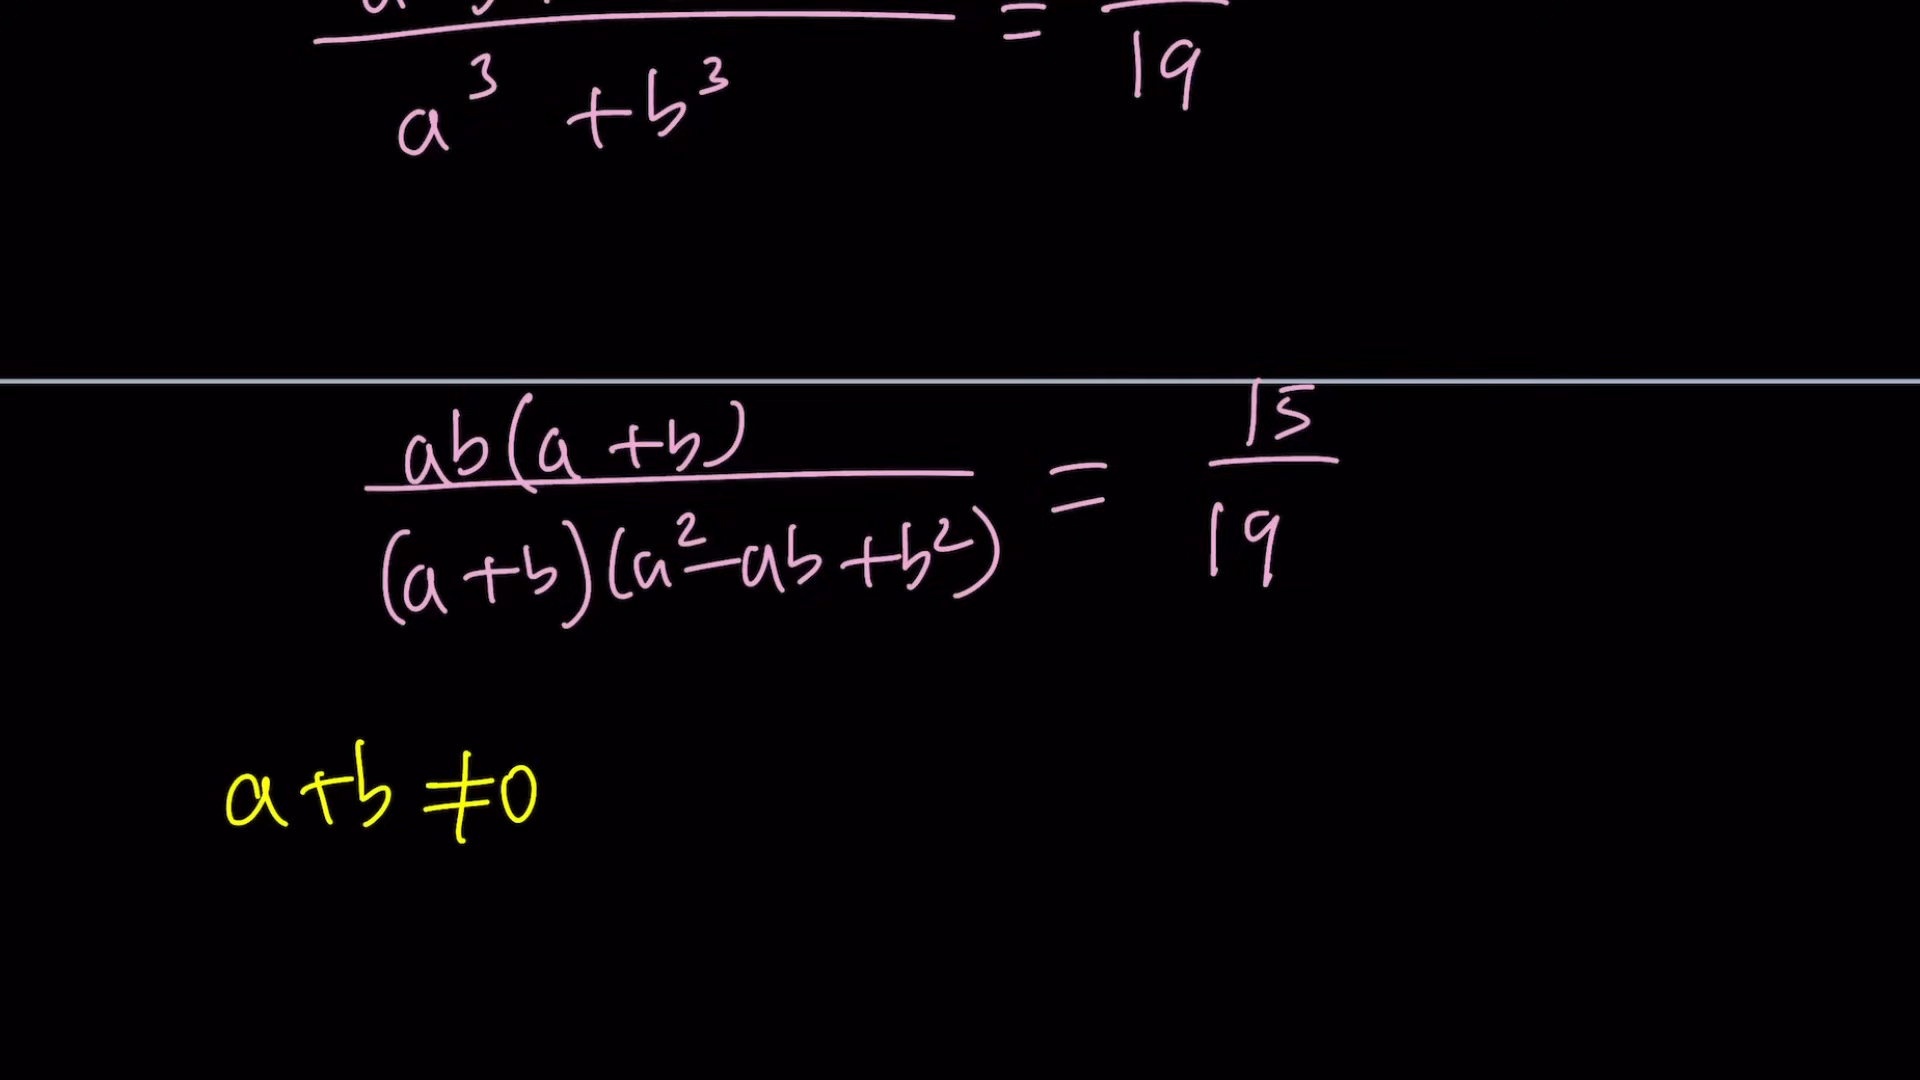 = 19
a³ + b³
ab(a + b) = 15
(a + b)(a² - ab + b²) 19
a + b ≠ 0